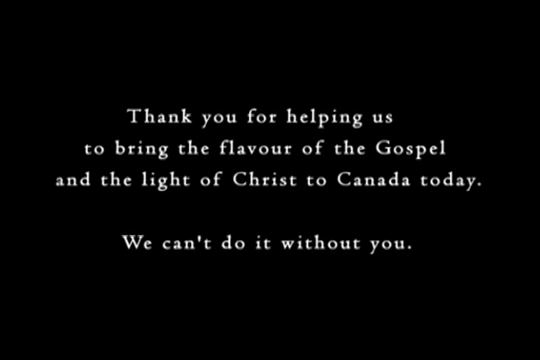 Thank you for helping us
to bring the flavour of the Gospel
and the light of Christ to Canada today.
We can't do it without you.